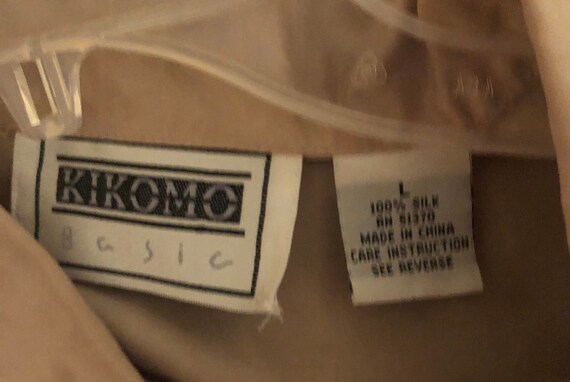 KIKOMO
Basic
L
100% SILK
RN 81370
MADE IN CHINA
CARE INSTRUCTION
SEE REVERSE